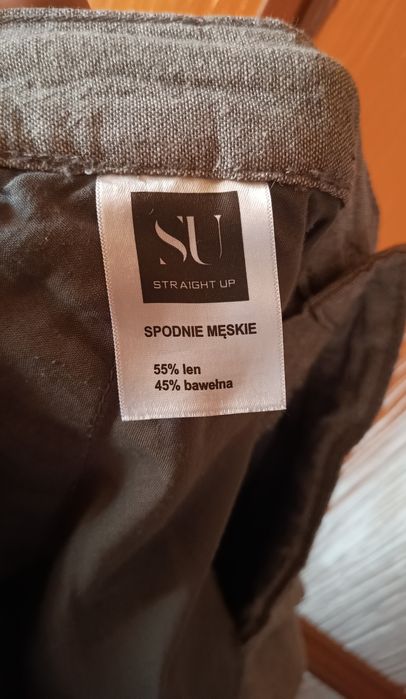 SU
STRAIGHT UP
SPODNIE MĘSKIE
55% len
45% bawełna